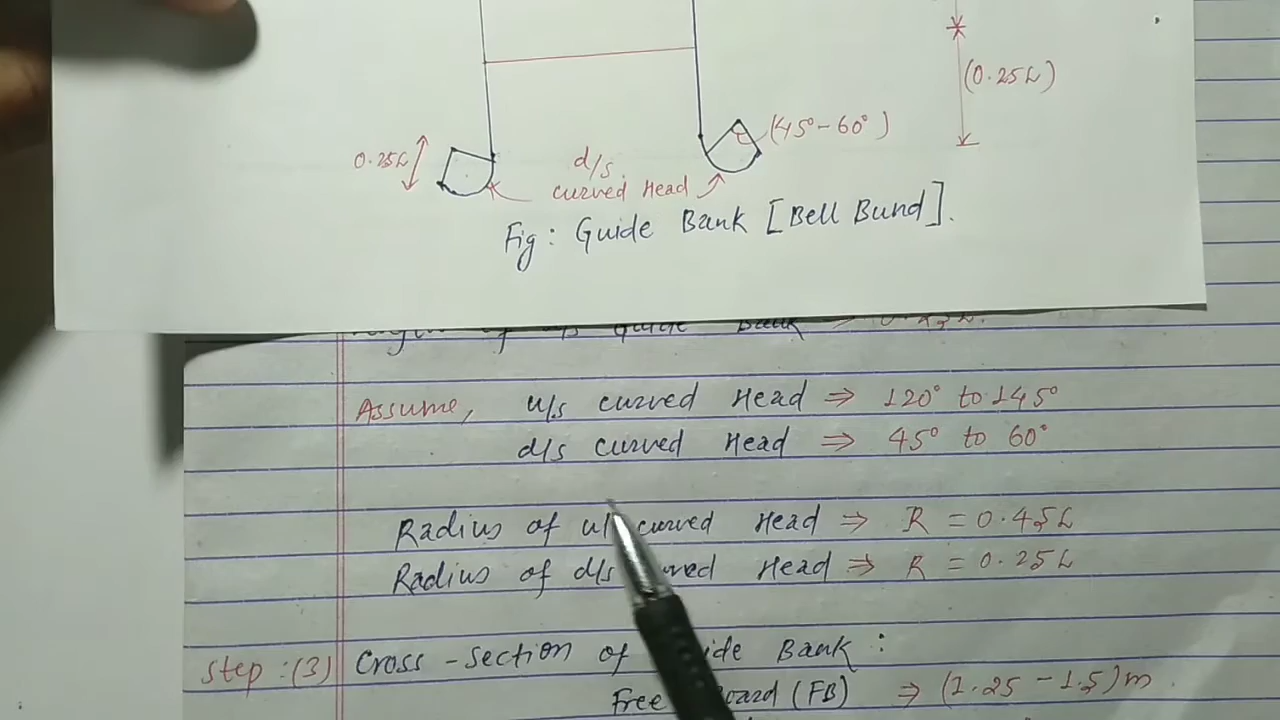 (0.25L)
(45°-60°)
0.25L
d/s
curved Head
Fig: Guide Bank [Bell Bund].
Guide Bank
Assume, u/s curved Head ⇒ 120° to 145°
d/s curved Head ⇒ 45° to 60°
Radius of curved Head ⇒ R = 0.45L
Radius of d/s Head ⇒ R = 0.25L
Step:(3) Cross-section of Bank:
Free (FB) ⇒ (1.25-1.5)m